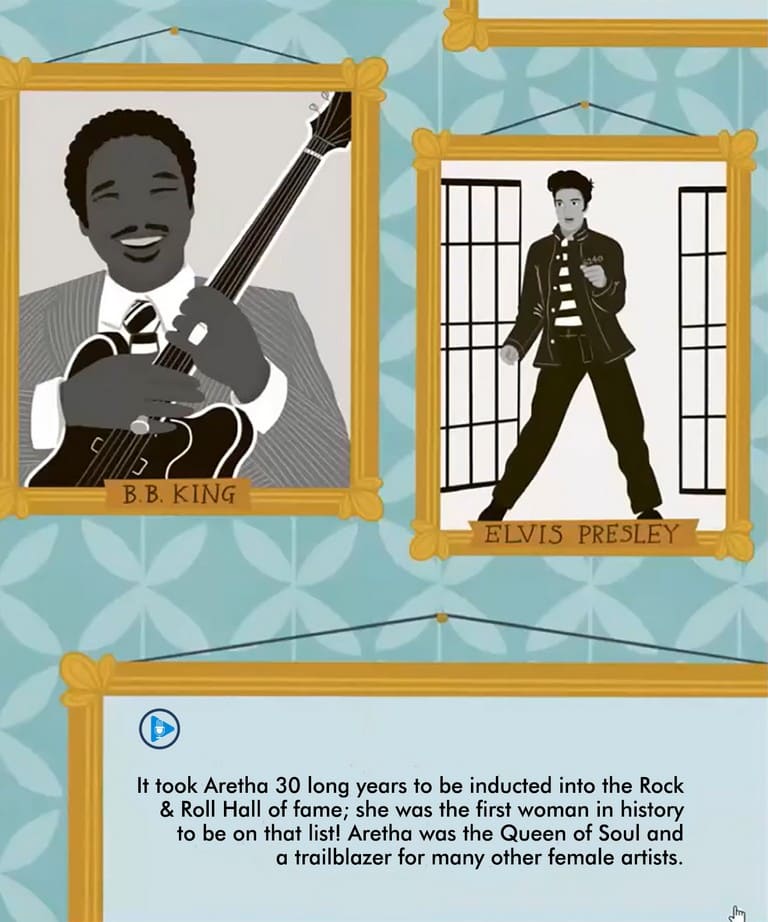 B.B. KING
ELVIS PRESLEY
It took Aretha 30 long years to be inducted into the Rock
& Roll Hall of fame; she was the first woman in history
to be on that list! Aretha was the Queen of Soul and
a trailblazer for many other female artists.